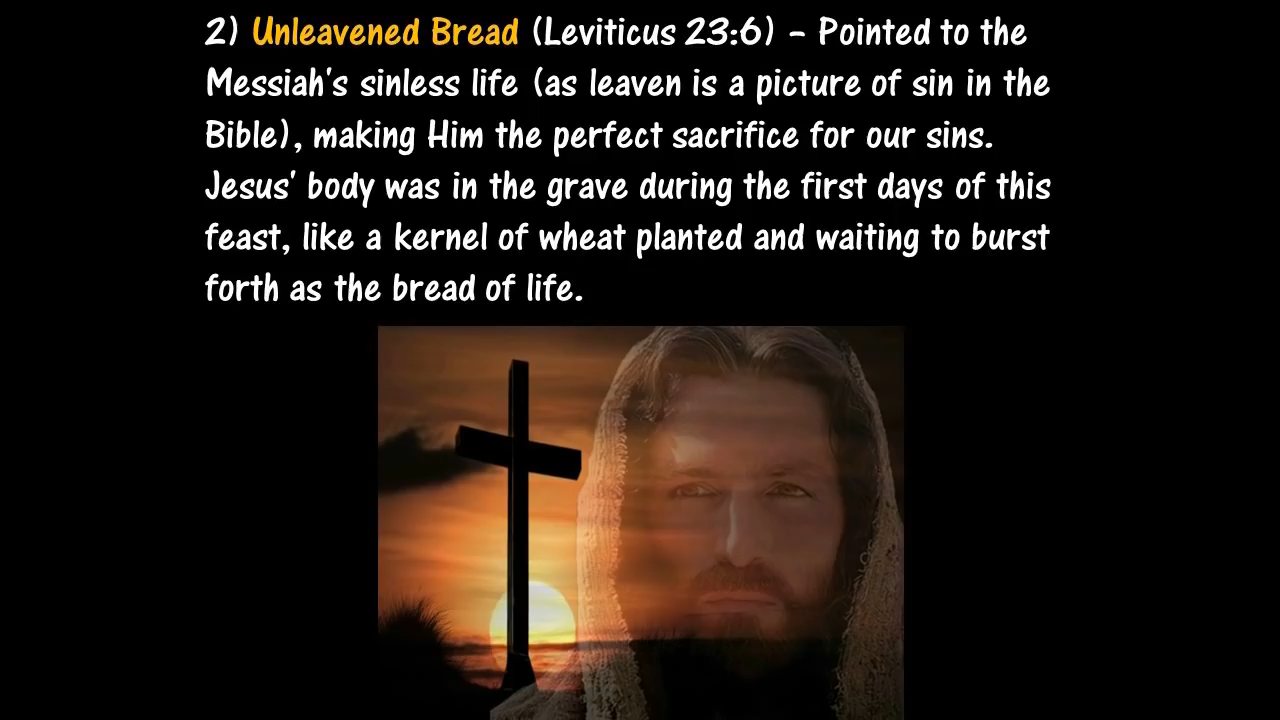 2) Unleavened Bread (Leviticus 23:6) – Pointed to the
Messiah's sinless life (as leaven is a picture of sin in the
Bible), making Him the perfect sacrifice for our sins.
Jesus' body was in the grave during the first days of this
feast, like a kernel of wheat planted and waiting to burst
forth as the bread of life.